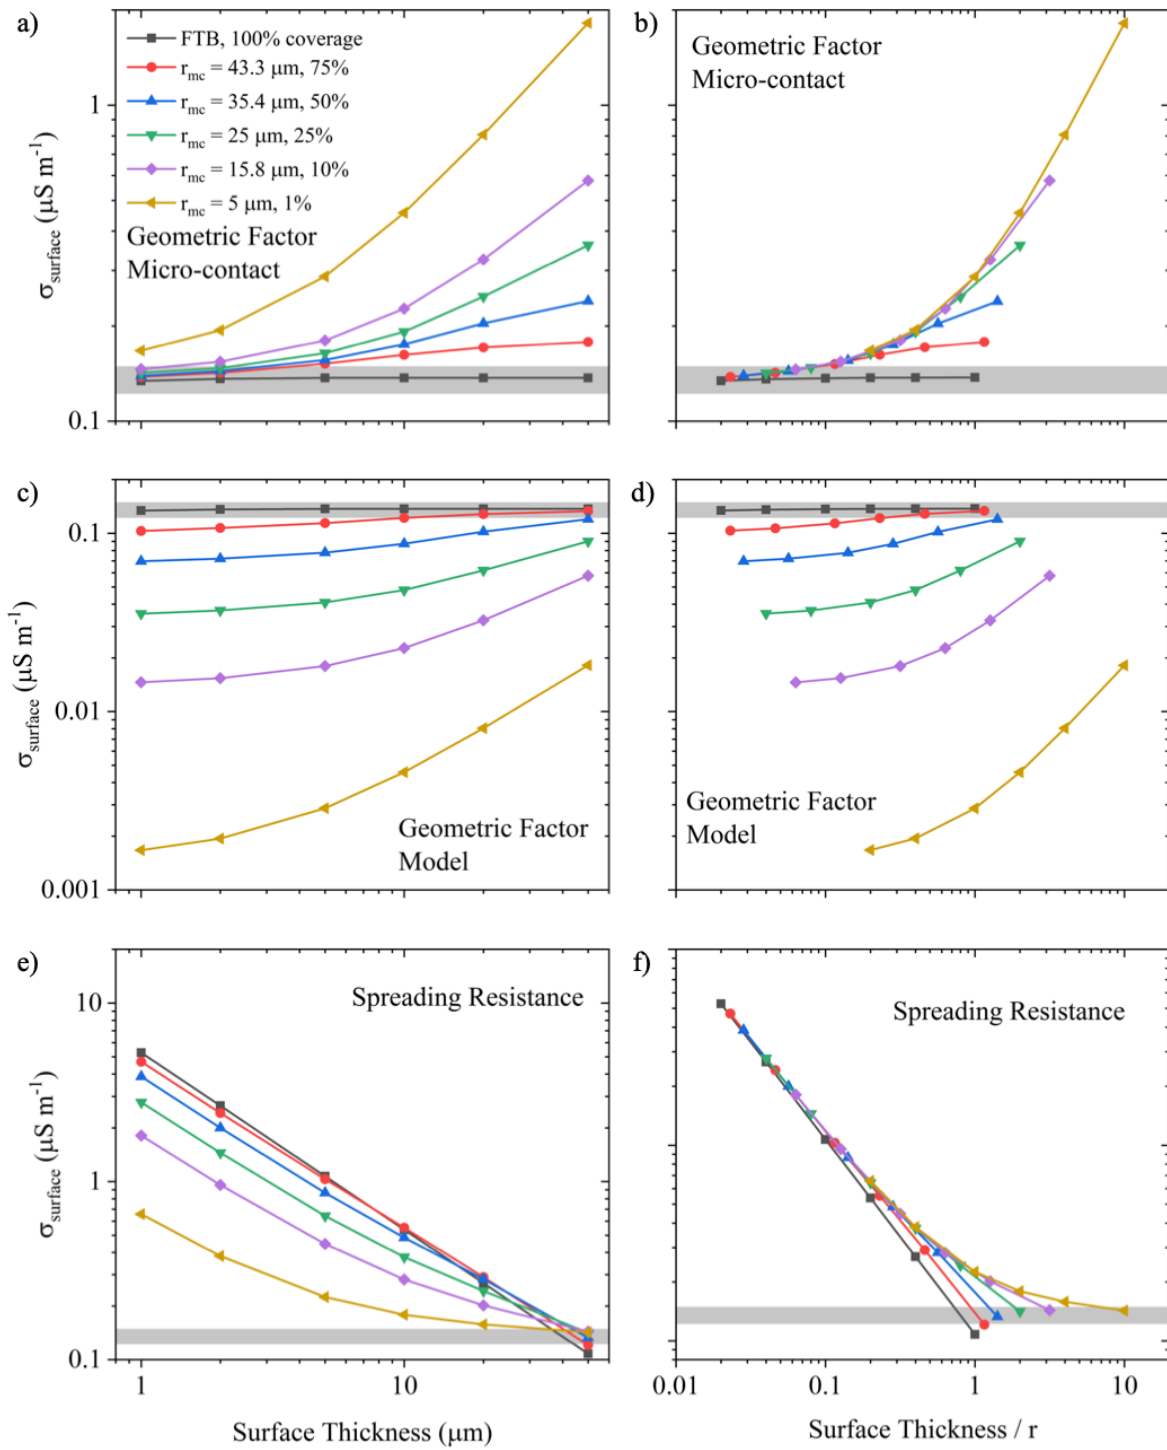 a)
FTB, 100% coverage
r_mc = 43.3 μm, 75%
r_mc = 35.4 μm, 50%
r_mc = 25 μm, 25%
r_mc = 15.8 μm, 10%
r_mc = 5 μm, 1%
Geometric Factor
Micro-contact
1
0.1
σ_surface (μS m⁻¹)
b)
Geometric Factor
Micro-contact
c)
0.1
0.01
0.001
σ_surface (μS m⁻¹)
Geometric Factor
Model
d)
Geometric Factor
Model
e)
Spreading Resistance
10
1
0.1
σ_surface (μS m⁻¹)
1
10
Surface Thickness (μm)
f)
Spreading Resistance
0.01
0.1
1
10
Surface Thickness / r